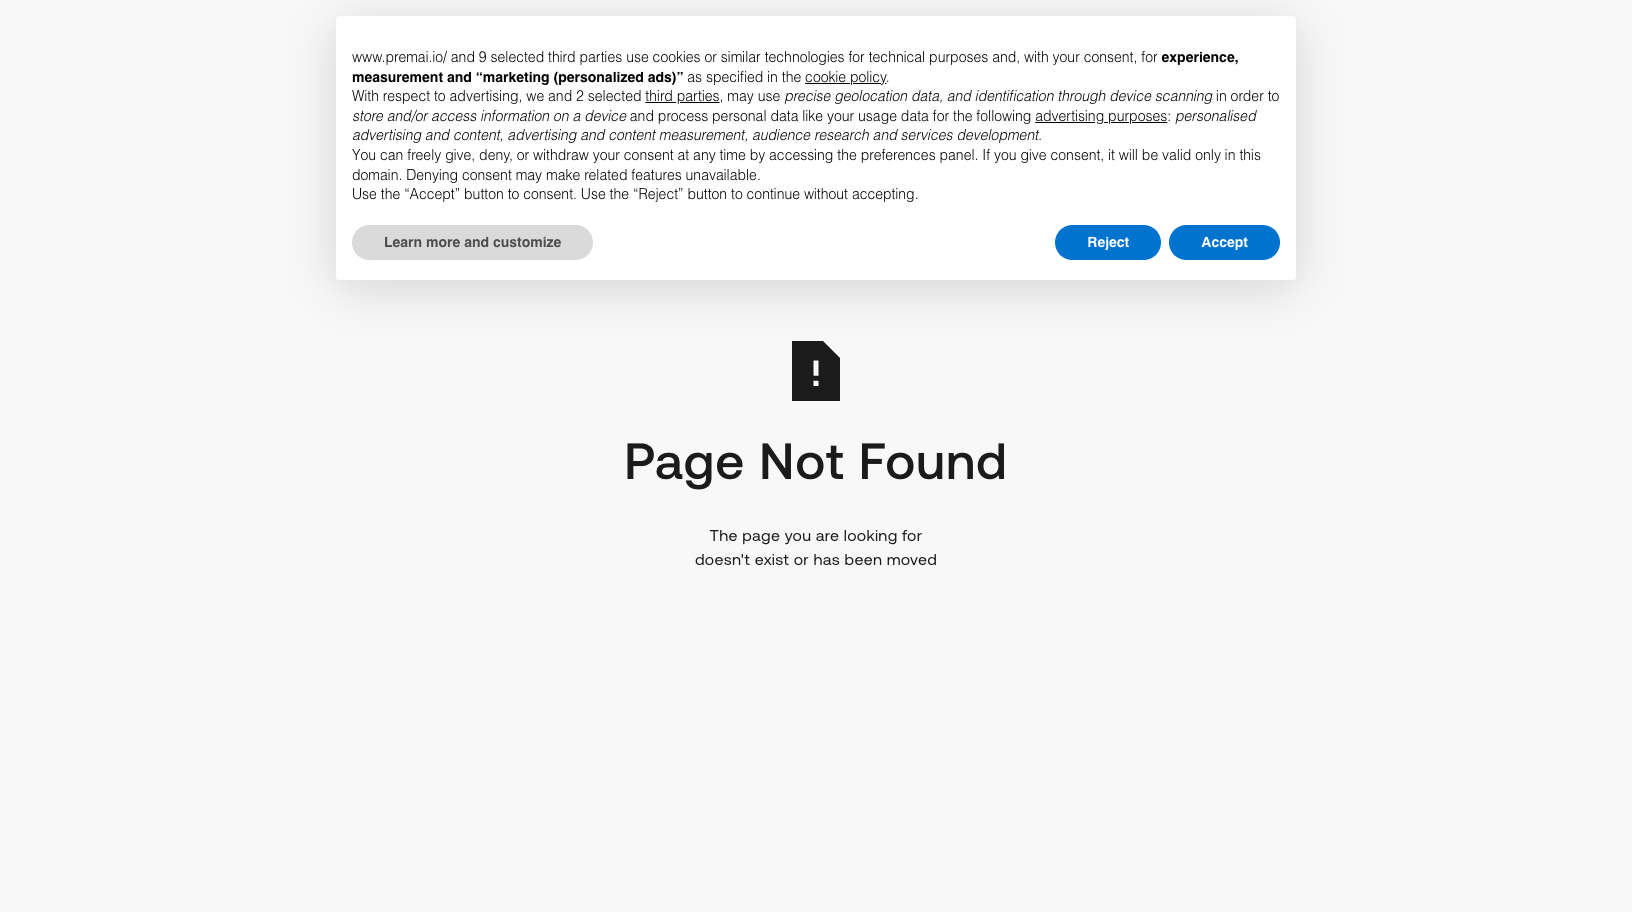 www.premai.io/ and 9 selected third parties use cookies or similar technologies for technical purposes and, with your consent, for experience,
measurement and “marketing (personalized ads)” as specified in the cookie policy.
With respect to advertising, we and 2 selected third parties, may use precise geolocation data, and identification through device scanning in order to
store and/or access information on a device and process personal data like your usage data for the following advertising purposes: personalised
advertising and content, advertising and content measurement, audience research and services development.
You can freely give, deny, or withdraw your consent at any time by accessing the preferences panel. If you give consent, it will be valid only in this
domain. Denying consent may make related features unavailable.
Use the “Accept” button to consent. Use the “Reject” button to continue without accepting.
Learn more and customize
Reject
Accept
!
Page Not Found
The page you are looking for
doesn't exist or has been moved